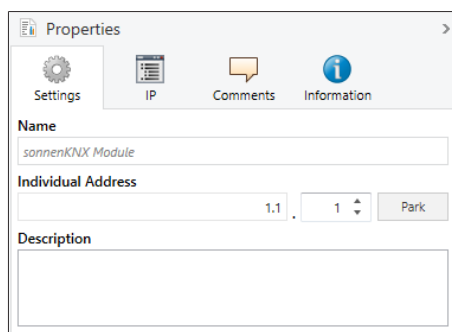 Properties
Settings IP Comments Information
Name
sonnenKNX Module
Individual Address
1.1 . 1 Park
Description